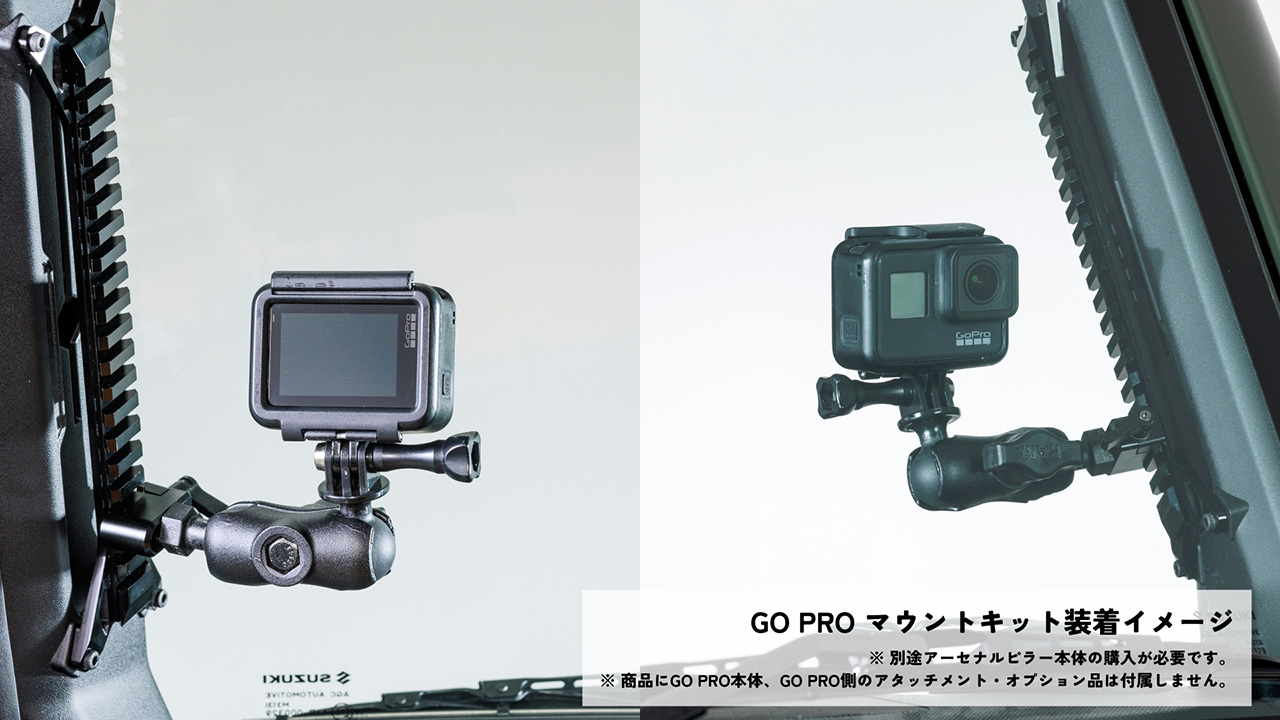 GoPro
GoPro
SUZUKI
AGC AUTOMOTIVE
GO PRO マウントキット装着イメージ
※ 別途アーセナルピラー本体の購入が必要です。
※ 商品にGO PRO本体、GO PRO側のアタッチメント・オプション品は付属しません。